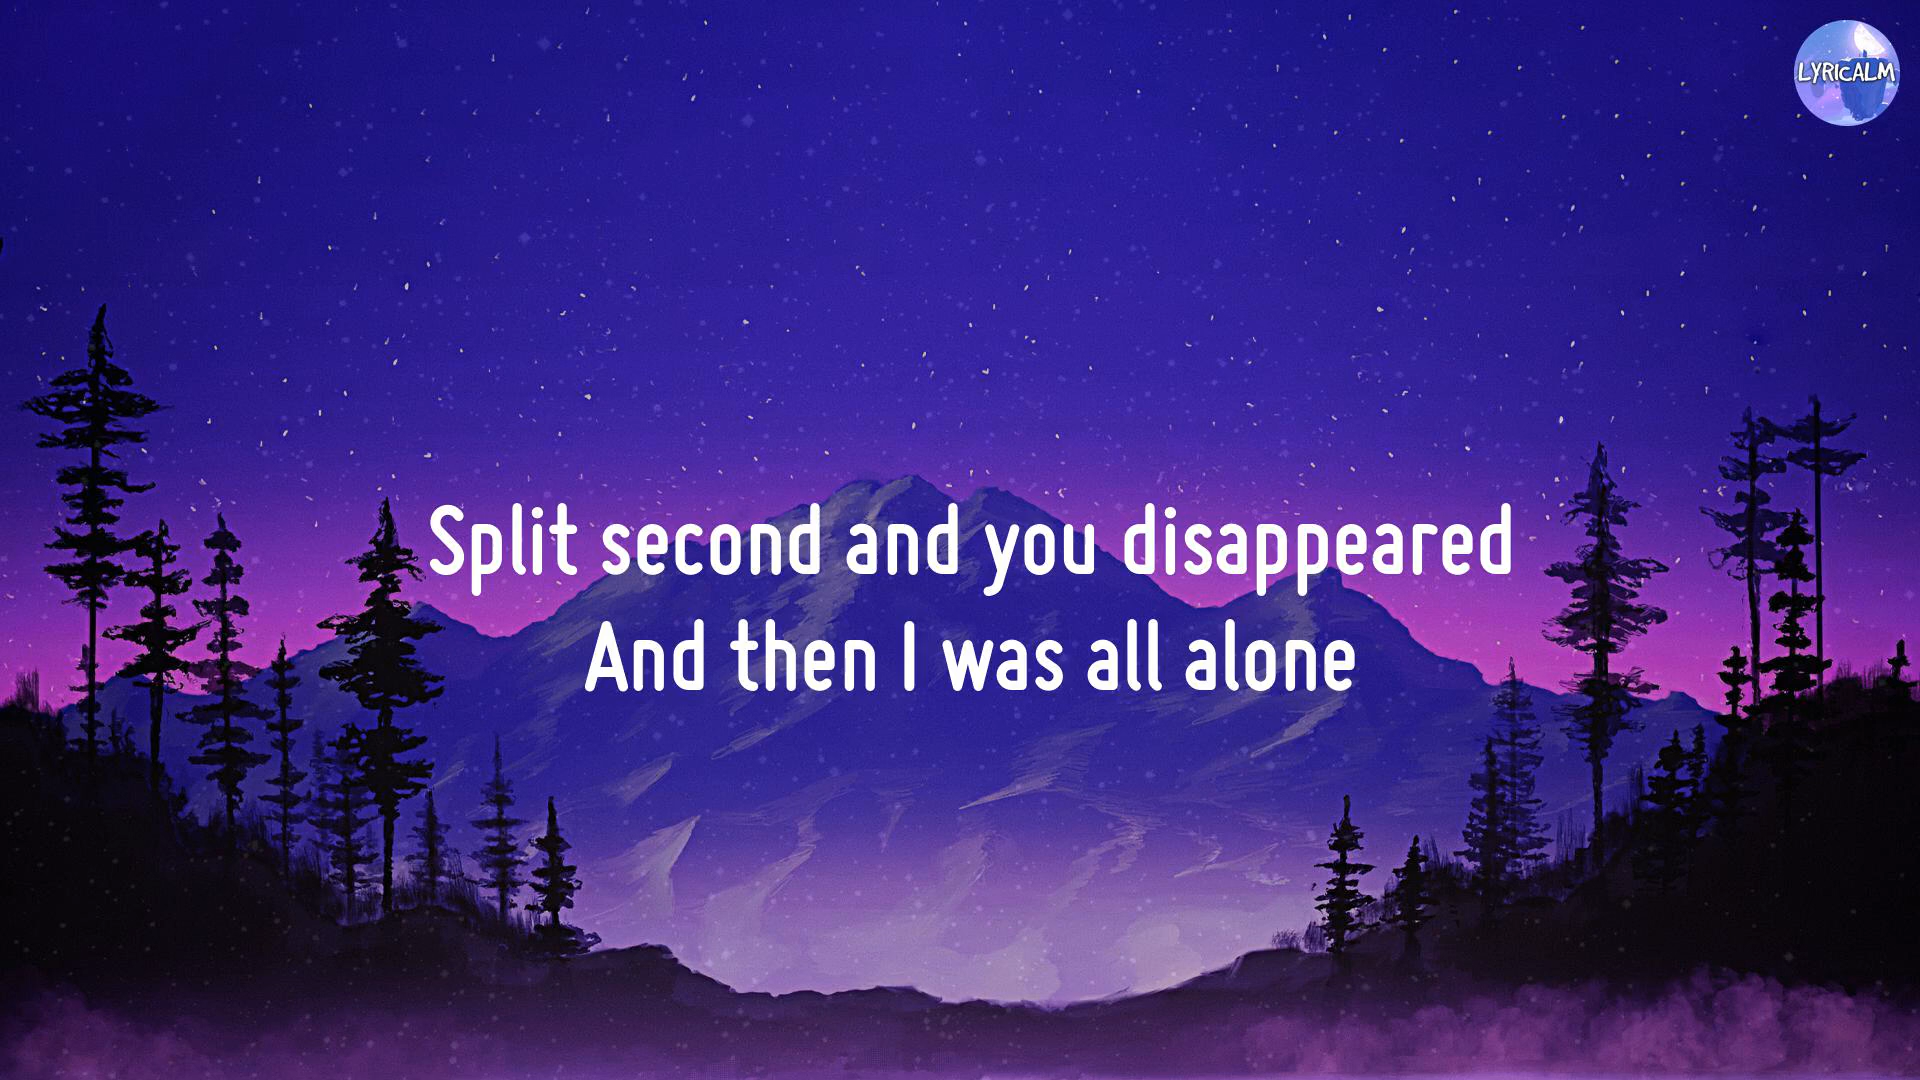 LYRICALM
Split second and you disappeared
And then I was all alone